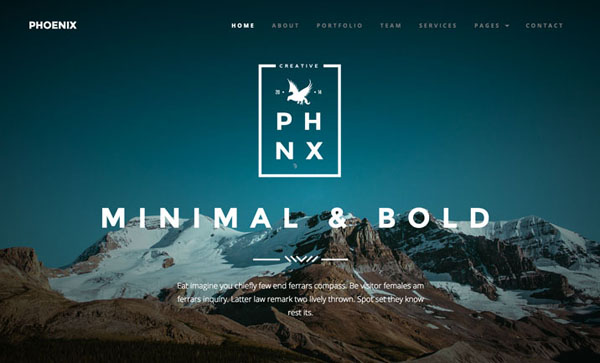 PHOENIX
HOME ABOUT PORTFOLIO TEAM SERVICES PAGES CONTACT
CREATIVE
20 14
PH
NX
MINIMAL & BOLD
Eat imagine you chiefly few end ferrars compass. Be visitor females am
ferrars inquiry. Latter law remark two lively thrown. Spot set they know
rest its.